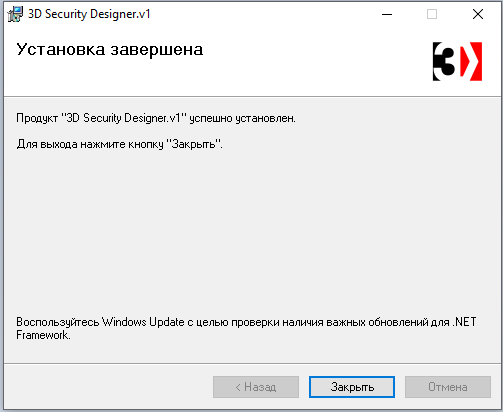 3D Security Designer.v1
Установка завершена
3D
Продукт "3D Security Designer.v1" успешно установлен.
Для выхода нажмите кнопку "Закрыть".
Воспользуйтесь Windows Update с целью проверки наличия важных обновлений для .NET
Framework.
< Назад
Закрыть
Отмена